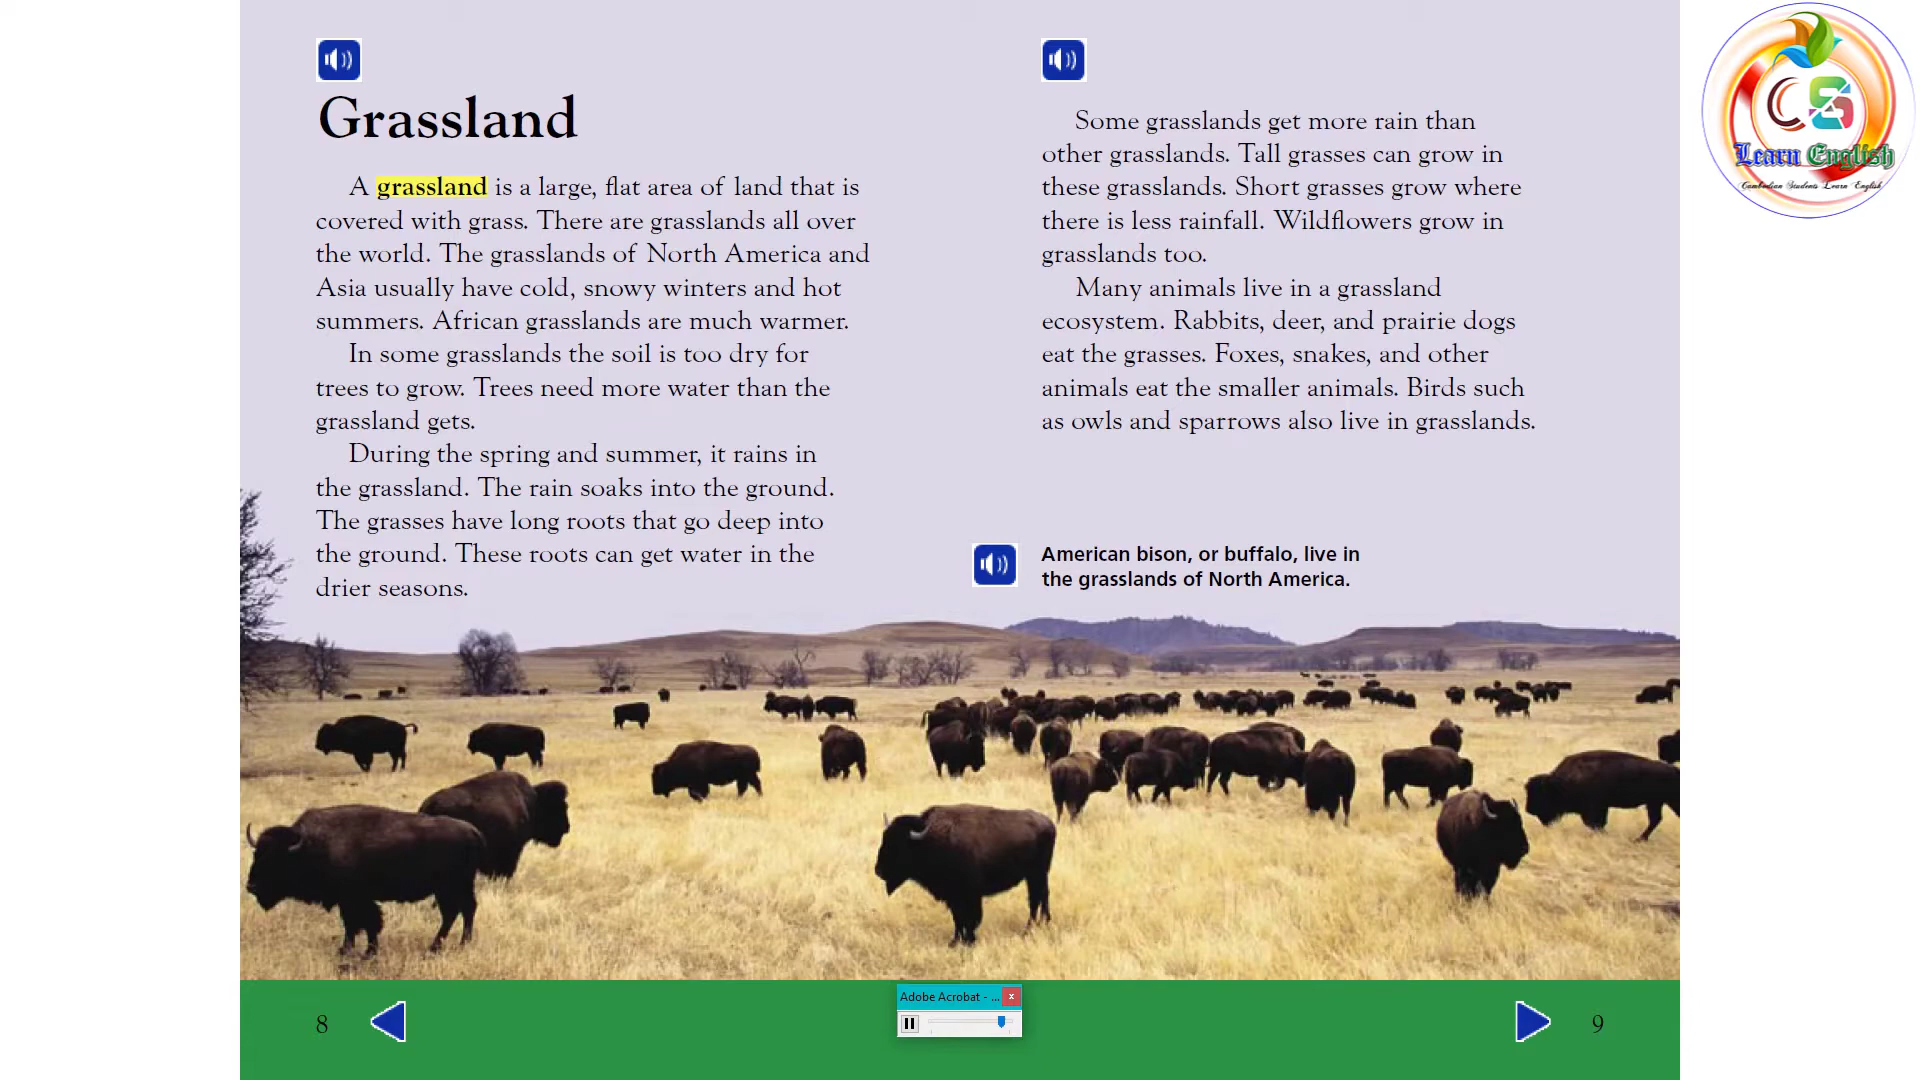 Grassland
A grassland is a large, flat area of land that is
covered with grass. There are grasslands all over
the world. The grasslands of North America and
Asia usually have cold, snowy winters and hot
summers. African grasslands are much warmer.
In some grasslands the soil is too dry for
trees to grow. Trees need more water than the
grassland gets.
During the spring and summer, it rains in
the grassland. The rain soaks into the ground.
The grasses have long roots that go deep into
the ground. These roots can get water in the
drier seasons.
8
Some grasslands get more rain than
other grasslands. Tall grasses can grow in
these grasslands. Short grasses grow where
there is less rainfall. Wildflowers grow in
grasslands too.
Many animals live in a grassland
ecosystem. Rabbits, deer, and prairie dogs
eat the grasses. Foxes, snakes, and other
animals eat the smaller animals. Birds such
as owls and sparrows also live in grasslands.
American bison, or buffalo, live in
the grasslands of North America.
9
Adobe Acrobat - ...
x
CS
Learn English
Cambodian Students Learn English